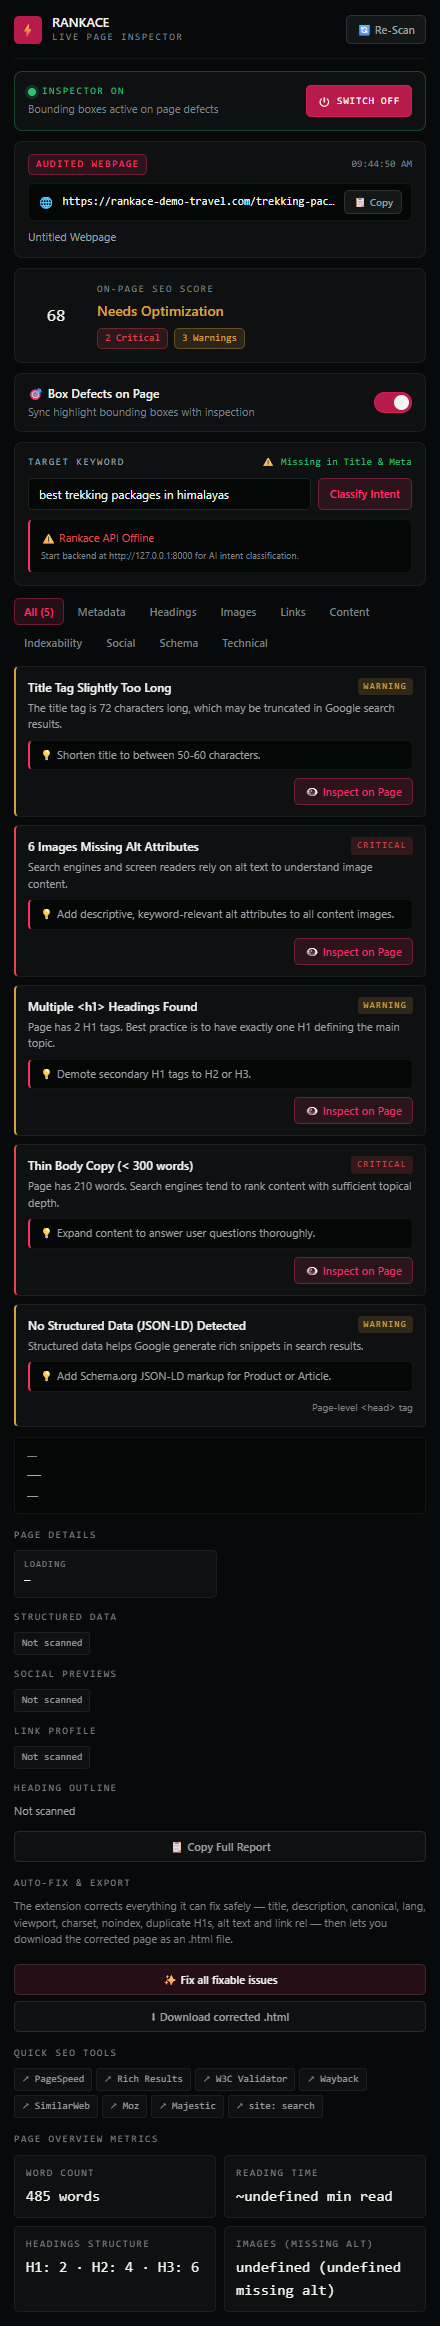 RANKACE
LIVE PAGE INSPECTOR
Re-Scan
INSPECTOR ON
Bounding boxes active on page defects
SWITCH OFF
AUDITED WEBPAGE
09:44:50 AM
https://rankace-demo-travel.com/trekking-pac…
Copy
Untitled Webpage
68
ON-PAGE SEO SCORE
Needs Optimization
2 Critical
3 Warnings
Box Defects on Page
Sync highlight bounding boxes with inspection
TARGET KEYWORD
Missing in Title & Meta
best trekking packages in himalayas
Classify Intent
Rankace API Offline
Start backend at http://127.0.0.1:8000 for AI intent classification.
All (5)
Metadata
Headings
Images
Links
Content
Indexability
Social
Schema
Technical
Title Tag Slightly Too Long
WARNING
The title tag is 72 characters long, which may be truncated in Google search
results.
Shorten title to between 50-60 characters.
Inspect on Page
6 Images Missing Alt Attributes
CRITICAL
Search engines and screen readers rely on alt text to understand image
content.
Add descriptive, keyword-relevant alt attributes to all content images.
Inspect on Page
Multiple <h1> Headings Found
WARNING
Page has 2 H1 tags. Best practice is to have exactly one H1 defining the main
topic.
Demote secondary H1 tags to H2 or H3.
Inspect on Page
Thin Body Copy (< 300 words)
CRITICAL
Page has 210 words. Search engines tend to rank content with sufficient topical
depth.
Expand content to answer user questions thoroughly.
Inspect on Page
No Structured Data (JSON-LD) Detected
WARNING
Structured data helps Google generate rich snippets in search results.
Add Schema.org JSON-LD markup for Product or Article.
Page-level <head> tag
—
—
—
PAGE DETAILS
LOADING
—
STRUCTURED DATA
Not scanned
SOCIAL PREVIEWS
Not scanned
LINK PROFILE
Not scanned
HEADING OUTLINE
Not scanned
Copy Full Report
AUTO-FIX & EXPORT
The extension corrects everything it can fix safely — title, description, canonical, lang,
viewport, charset, noindex, duplicate H1s, alt text and link rel — then lets you
download the corrected page as an .html file.
✨ Fix all fixable issues
⬇ Download corrected .html
QUICK SEO TOOLS
↗ PageSpeed
↗ Rich Results
↗ W3C Validator
↗ Wayback
↗ SimilarWeb
↗ Moz
↗ Majestic
↗ site: search
PAGE OVERVIEW METRICS
WORD COUNT
485 words
READING TIME
~undefined min read
HEADINGS STRUCTURE
H1: 2 · H2: 4 · H3: 6
IMAGES (MISSING ALT)
undefined (undefined
missing alt)